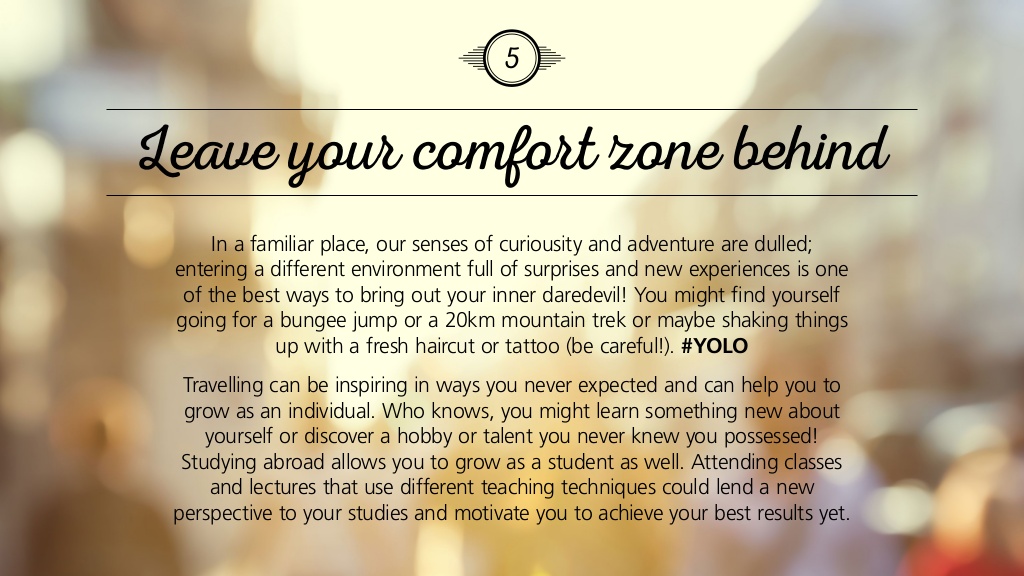 5
Leave your comfort zone behind
In a familiar place, our senses of curiousity and adventure are dulled;
entering a different environment full of surprises and new experiences is one
of the best ways to bring out your inner daredevil! You might find yourself
going for a bungee jump or a 20km mountain trek or maybe shaking things
up with a fresh haircut or tattoo (be careful!). #YOLO
Travelling can be inspiring in ways you never expected and can help you to
grow as an individual. Who knows, you might learn something new about
yourself or discover a hobby or talent you never knew you possessed!
Studying abroad allows you to grow as a student as well. Attending classes
and lectures that use different teaching techniques could lend a new
perspective to your studies and motivate you to achieve your best results yet.